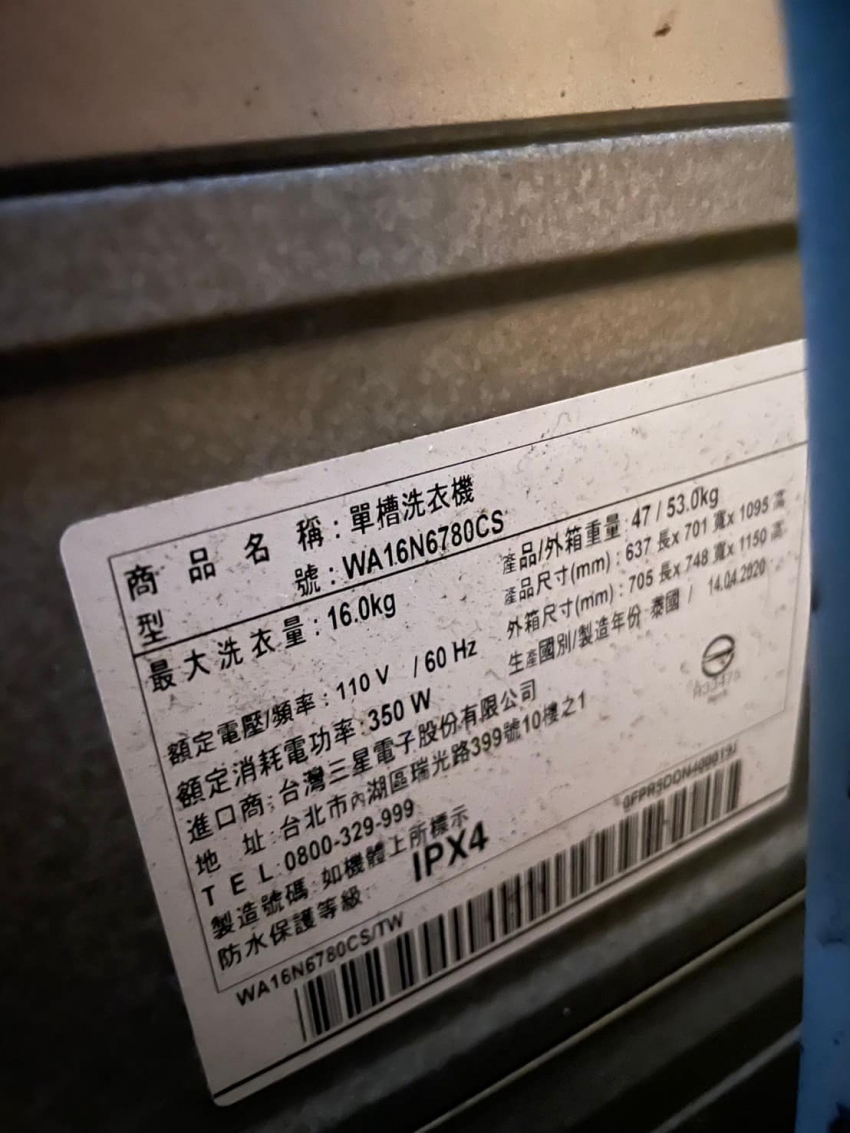 商品名稱：單槽洗衣機
型號：WA16N6780CS
最大洗衣量：16.0kg
額定電壓/頻率：110 V / 60 Hz
額定消耗電功率：350 W
進口商：台灣三星電子股份有限公司
地址：台北市內湖區瑞光路399號10樓之1
TEL 0800-329-999
製造號碼：如機體上所標示
防水保護等級：IPX4
產品/外箱重量：47 / 53.0kg
產品尺寸(mm)：637 長x 701 寬x 1095 高
外箱尺寸(mm)：705 長x 748 寬x 1150 高
生產國別/製造年份：泰國 / 14.04.2020
WA16N6780CS/TW